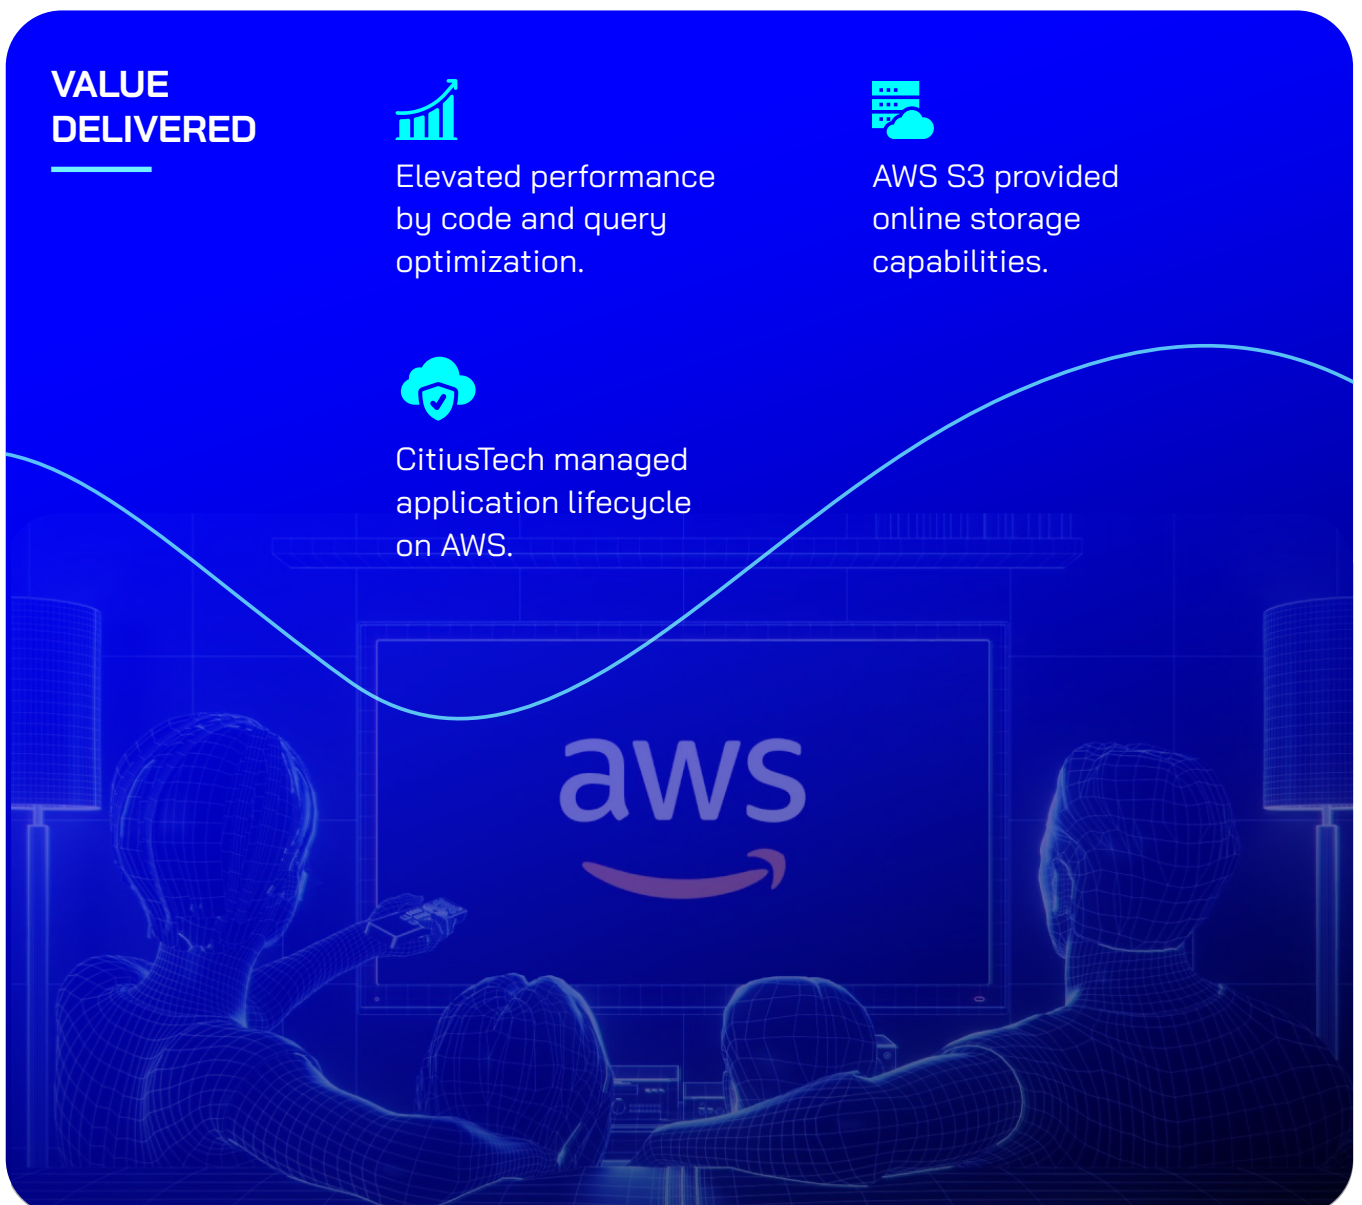 VALUE
DELIVERED
Elevated performance
by code and query
optimization.
AWS S3 provided
online storage
capabilities.
CitiusTech managed
application lifecycle
on AWS.
aws